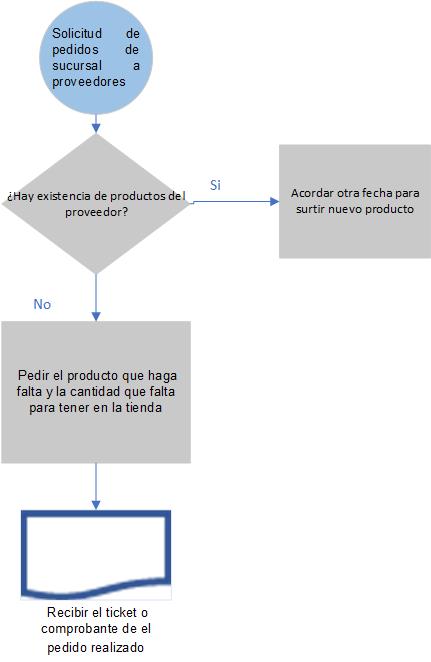 Solicitud de
pedidos de
sucursal a
proveedores
¿Hay existencia de productos del
proveedor?
Si
Acordar otra fecha para
surtir nuevo producto
No
Pedir el producto que haga
falta y la cantidad que falta
para tener en la tienda
Recibir el ticket o
comprobante de el
pedido realizado